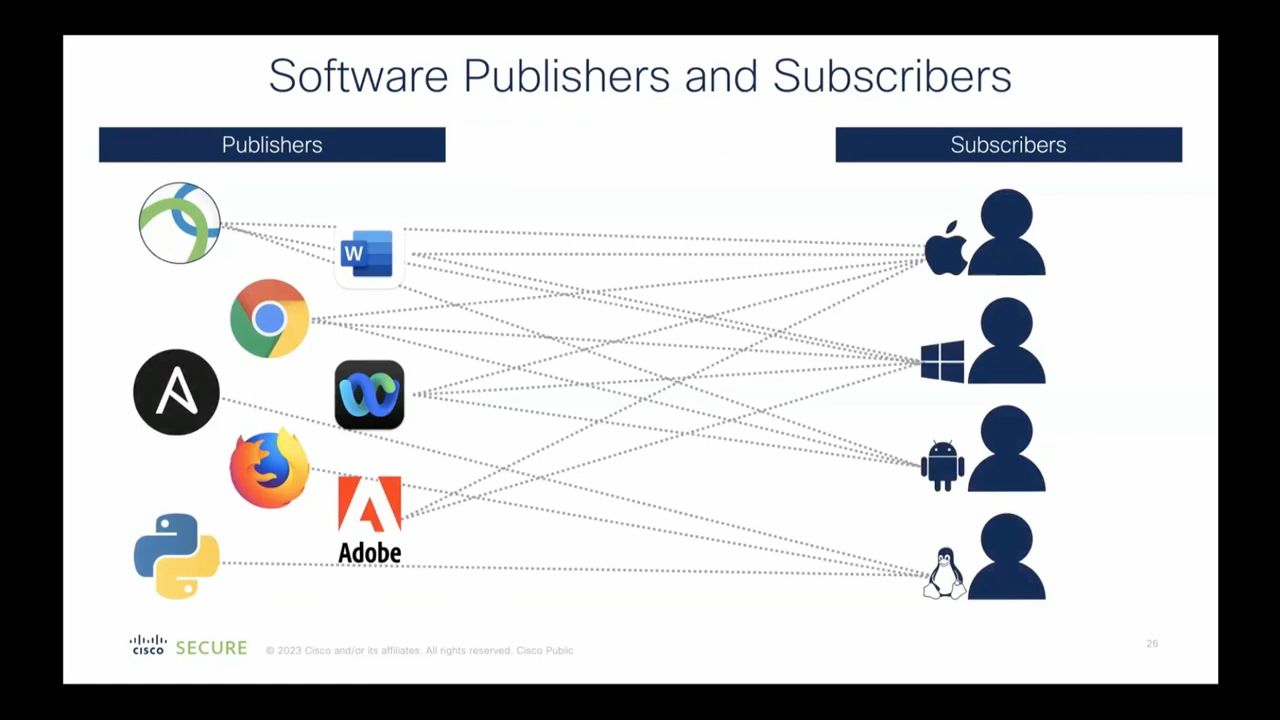 Software Publishers and Subscribers
Publishers
Subscribers
W
Adobe
CISCO SECURE
© 2023 Cisco and/or its affiliates. All rights reserved. Cisco Public
26